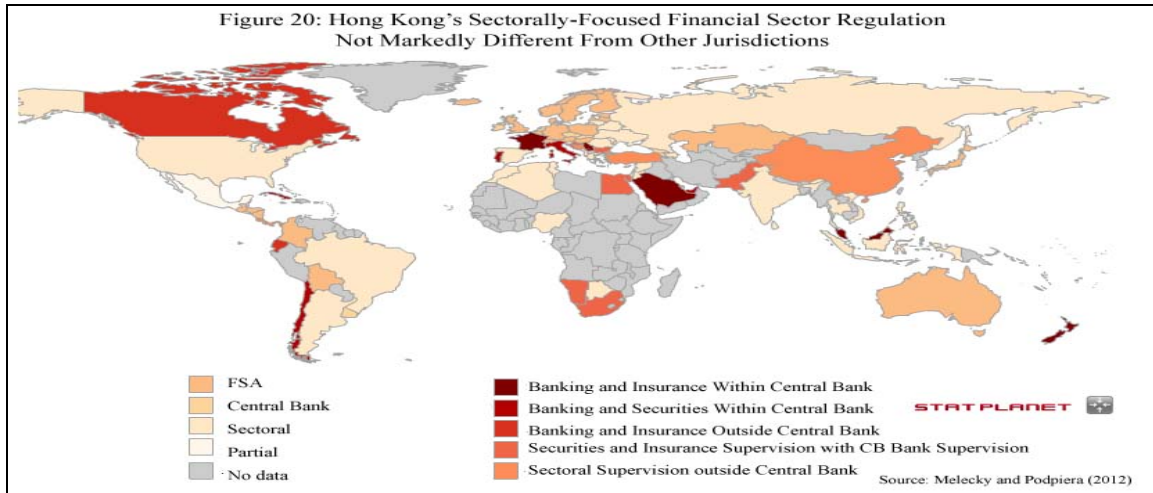 Figure 20: Hong Kong's Sectorally-Focused Financial Sector Regulation
Not Markedly Different From Other Jurisdictions
FSA
Central Bank
Sectoral
Partial
No data
Banking and Insurance Within Central Bank
Banking and Securities Within Central Bank
Banking and Insurance Outside Central Bank
Securities and Insurance Supervision with CB Bank Supervision
Sectoral Supervision outside Central Bank
STATPLANET
Source: Melecky and Podpiera (2012)